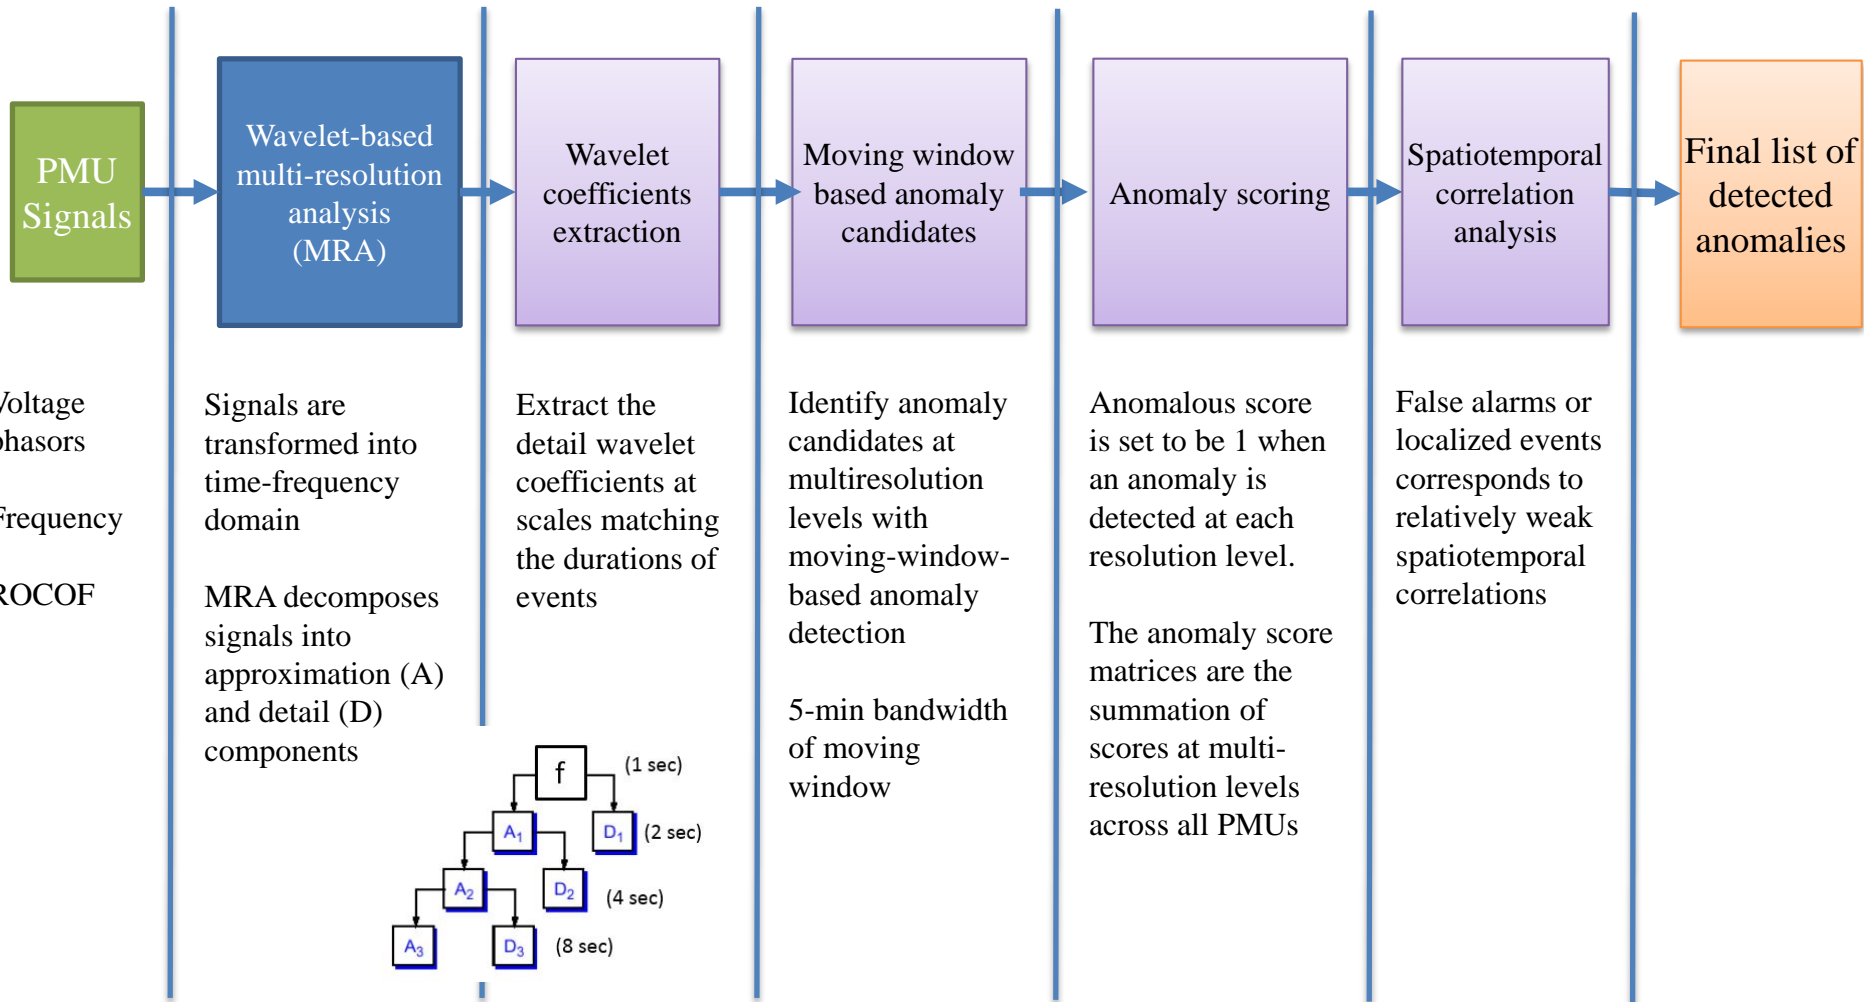 PMU
Signals
Wavelet-based
multi-resolution
analysis
(MRA)
Wavelet
coefficients
extraction
Moving window
based anomaly
candidates
Anomaly scoring
Spatiotemporal
correlation
analysis
Final list of
detected
anomalies
Voltage
phasors
Frequency
ROCOF
Signals are
transformed into
time-frequency
domain
MRA decomposes
signals into
approximation (A)
and detail (D)
components
Extract the
detail wavelet
coefficients at
scales matching
the durations of
events
Identify anomaly
candidates at
multiresolution
levels with
moving-window-
based anomaly
detection
5-min bandwidth
of moving
window
Anomalous score
is set to be 1 when
an anomaly is
detected at each
resolution level.
The anomaly score
matrices are the
summation of
scores at multi-
resolution levels
across all PMUs
False alarms or
localized events
corresponds to
relatively weak
spatiotemporal
correlations
f (1 sec)
A1 D1 (2 sec)
A2 D2 (4 sec)
A3 D3 (8 sec)